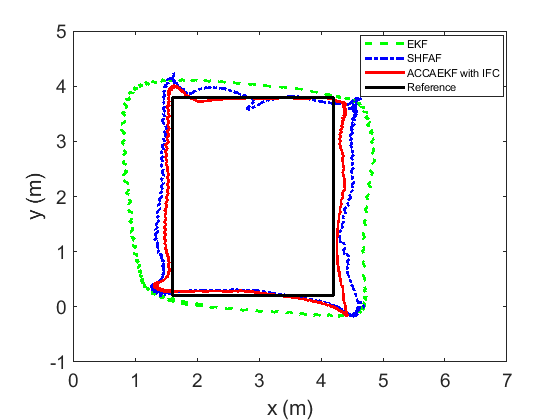 EKF
SHFAF
ACCAEKF with IFC
Reference
5
4
3
2
1
0
-1
y (m)
0 1 2 3 4 5 6 7
x (m)